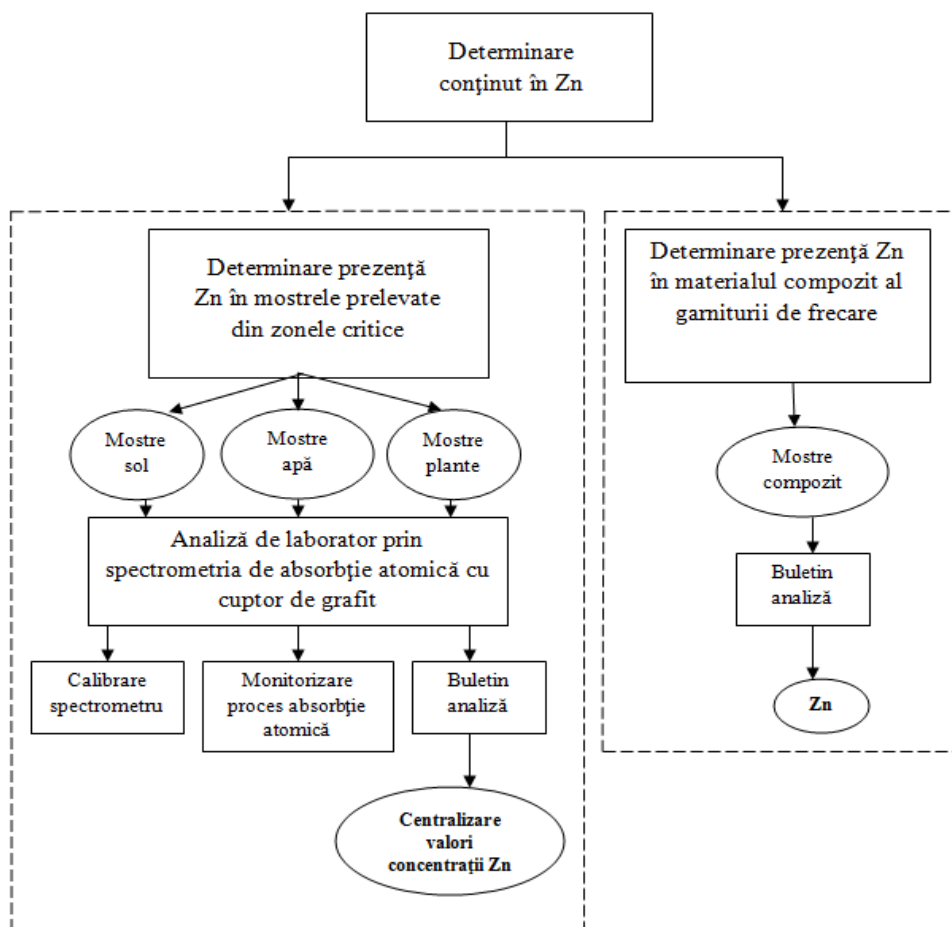 Determinare
conţinut în Zn
Determinare prezenţă
Zn în mostrele prelevate
din zonele critice
Determinare prezenţă Zn
în materialul compozit al
garniturii de frecare
Mostre
sol
Mostre
apă
Mostre
plante
Mostre
compozit
Analiză de laborator prin
spectrometria de absorbţie atomică cu
cuptor de grafit
Buletin
analiză
Calibrare
spectrometru
Monitorizare
proces absorbţie
atomică
Buletin
analiză
Zn
Centralizare
valori
concentraţii Zn